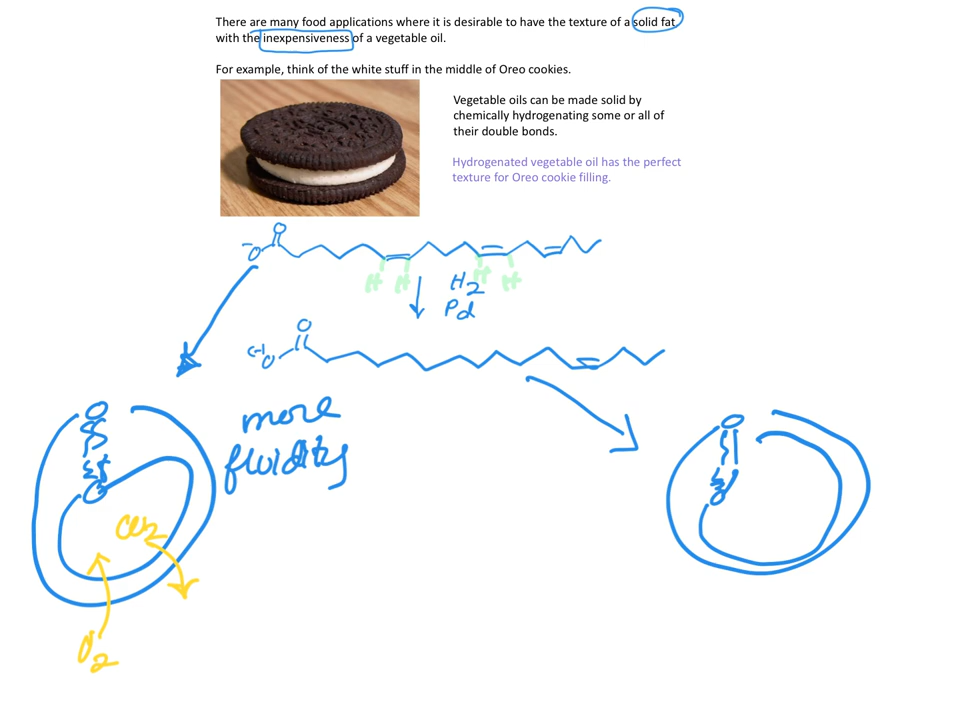 There are many food applications where it is desirable to have the texture of a solid fat
with the inexpensiveness of a vegetable oil.
For example, think of the white stuff in the middle of Oreo cookies.
Vegetable oils can be made solid by
chemically hydrogenating some or all of
their double bonds.
Hydrogenated vegetable oil has the perfect
texture for Oreo cookie filling.
O
-O
H H H H
H2
Pd
O
(-)O
more
fluidity
O2